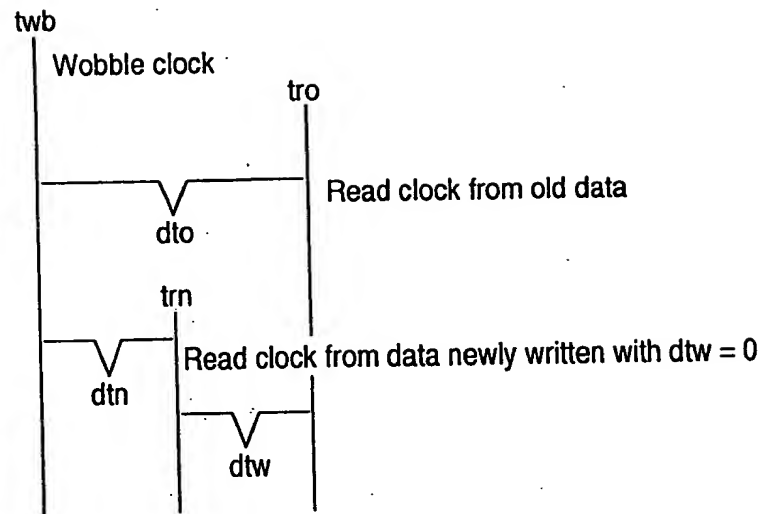 twb
Wobble clock
tro
Read clock from old data
dto
trn
Read clock from data newly written with dtw = 0
dtn
dtw